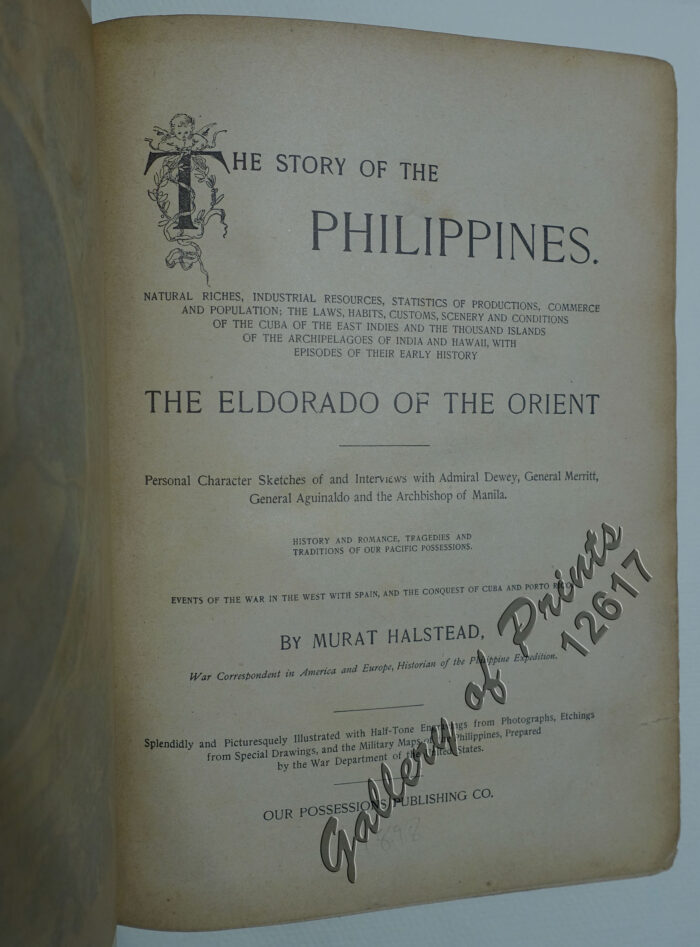 THE STORY OF THE
PHILIPPINES.
NATURAL RICHES, INDUSTRIAL RESOURCES, STATISTICS OF PRODUCTIONS, COMMERCE
AND POPULATION; THE LAWS, HABITS, CUSTOMS, SCENERY AND CONDITIONS
OF THE CUBA OF THE EAST INDIES AND THE THOUSAND ISLANDS
OF THE ARCHIPELAGOES OF INDIA AND HAWAII, WITH
EPISODES OF THEIR EARLY HISTORY
THE ELDORADO OF THE ORIENT
Personal Character Sketches of and Interviews with Admiral Dewey, General Merritt,
General Aguinaldo and the Archbishop of Manila.
HISTORY AND ROMANCE, TRAGEDIES AND
TRADITIONS OF OUR PACIFIC POSSESSIONS.
EVENTS OF THE WAR IN THE WEST WITH SPAIN, AND THE CONQUEST OF CUBA AND PORTO RICO
BY MURAT HALSTEAD,
War Correspondent in America and Europe, Historian of the Philippine Expedition.
Splendidly and Picturesquely Illustrated with Half-Tone Engravings from Photographs, Etchings
from Special Drawings, and the Military Maps of the Philippines, Prepared
by the War Department of the United States.
OUR POSSESSIONS PUBLISHING CO.
Gallery of Prints
12617